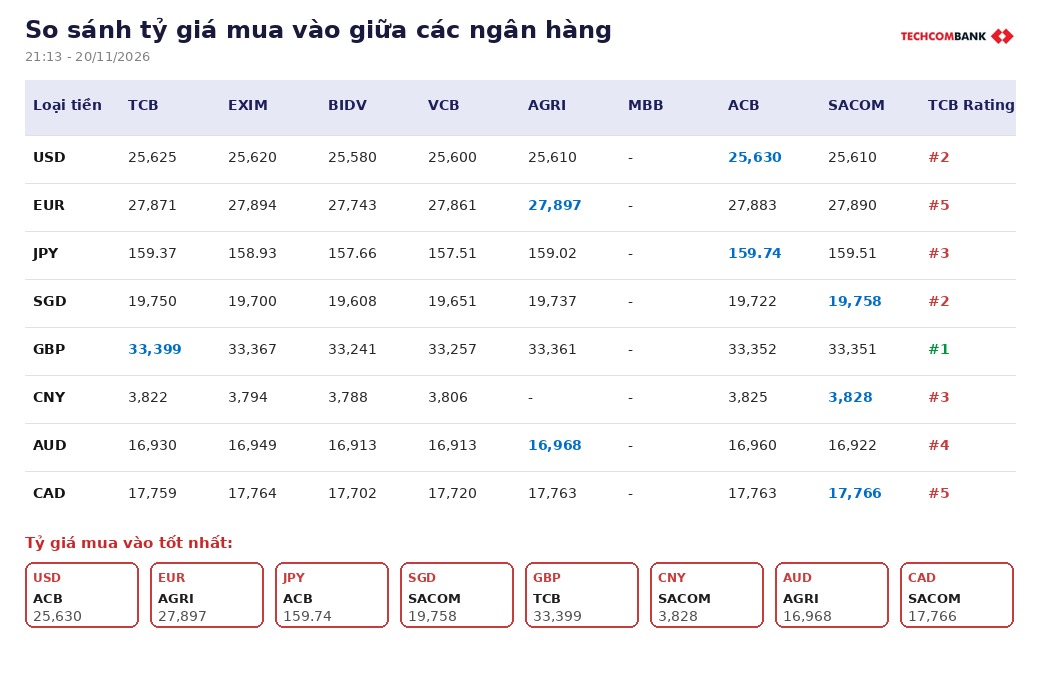 So sánh tỷ giá mua vào giữa các ngân hàng
TECHCOMBANK
21:13 - 20/11/2026
Loại tiền TCB EXIM BIDV VCB AGRI MBB ACB SACOM TCB Rating
USD 25,625 25,620 25,580 25,600 25,610 - 25,630 25,610 #2
EUR 27,871 27,894 27,743 27,861 27,897 - 27,883 27,890 #5
JPY 159.37 158.93 157.66 157.51 159.02 - 159.74 159.51 #3
SGD 19,750 19,700 19,608 19,651 19,737 - 19,722 19,758 #2
GBP 33,399 33,367 33,241 33,257 33,361 - 33,352 33,351 #1
CNY 3,822 3,794 3,788 3,806 - - 3,825 3,828 #3
AUD 16,930 16,949 16,913 16,913 16,968 - 16,960 16,922 #4
CAD 17,759 17,764 17,702 17,720 17,763 - 17,763 17,766 #5
Tỷ giá mua vào tốt nhất:
USD EUR JPY SGD GBP CNY AUD CAD
ACB AGRI ACB SACOM TCB SACOM AGRI SACOM
25,630 27,897 159.74 19,758 33,399 3,828 16,968 17,766